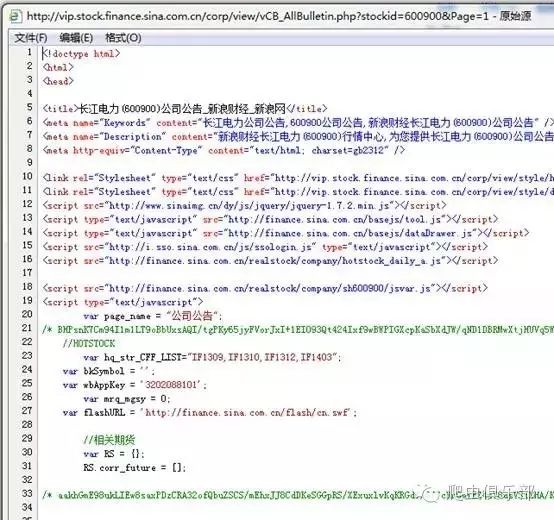 http://vip.stock.finance.sina.com.cn/corp/view/vCB_AllBulletin.php?stockid=600900&Page=1 - 原始源
文件(F) 编辑(E) 格式(O)
1 <!doctype html>
2 <html>
3 <head>
4
5 <title>长江电力(600900)公司公告_新浪财经_新浪网</title>
6 <meta name="Keywords" content="长江电力公司公告,600900公司公告,新浪财经长江电力(600900)公司公告" /
7 <meta name="Description" content="新浪财经长江电力(600900)行情中心,为您提供长江电力(600900)公司公告
8 <meta http-equiv="Content-Type" content="text/html; charset=gb2312" />
9
10 <link rel="Stylesheet" type="text/css" href="http://vip.stock.finance.sina.com.cn/corp/view/style/h
11 <link rel="Stylesheet" type="text/css" href="http://vip.stock.finance.sina.com.cn/corp/view/style/d
12 <script src="http://www.sinaimg.cn/dy/js/jquery/jquery-1.7.2.min.js"></script>
13 <script type="text/javascript" src="http://finance.sina.com.cn/basejs/tool.js"></script>
14 <script type="text/javascript" src="http://finance.sina.com.cn/basejs/dataDrawer.js"></script>
15 <script src="http://i.sso.sina.com.cn/js/ssologin.js" type="text/javascript"></script>
16 <script src="http://finance.sina.com.cn/realstock/company/hotstock_daily_a.js"></script>
17
18 <script src="http://finance.sina.com.cn/realstock/company/sh600900/jsvar.js"></script>
19 <script type="text/javascript">
20 var page_name = "公司公告";
21 /*
22 //HOTSTOCK
23 var hq_str_CFF_LIST="IF1309,IF1310,IF1312,IF1403";
24 var bkSymbol = '';
25 var wbAppKey = '3202088101';
26 var mrq_mgsy = 0;
27 var flashURL = 'http://finance.sina.com.cn/flash/cn.swf';
28
29 //相关期货
30 var RS = {};
31 RS.corr_future = [];
32
33 /*
爬虫俱乐部